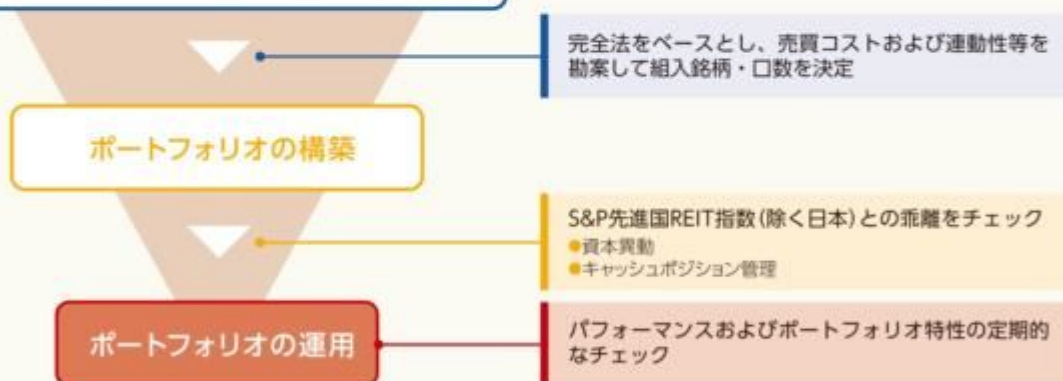 完全法をベースとし、売買コストおよび連動性等を
勘案して組入銘柄・口数を決定
ポートフォリオの構築
S&P先進国REIT指数(除く日本)との乖離をチェック
●資本異動
●キャッシュポジション管理
ポートフォリオの運用
パフォーマンスおよびポートフォリオ特性の定期的
なチェック